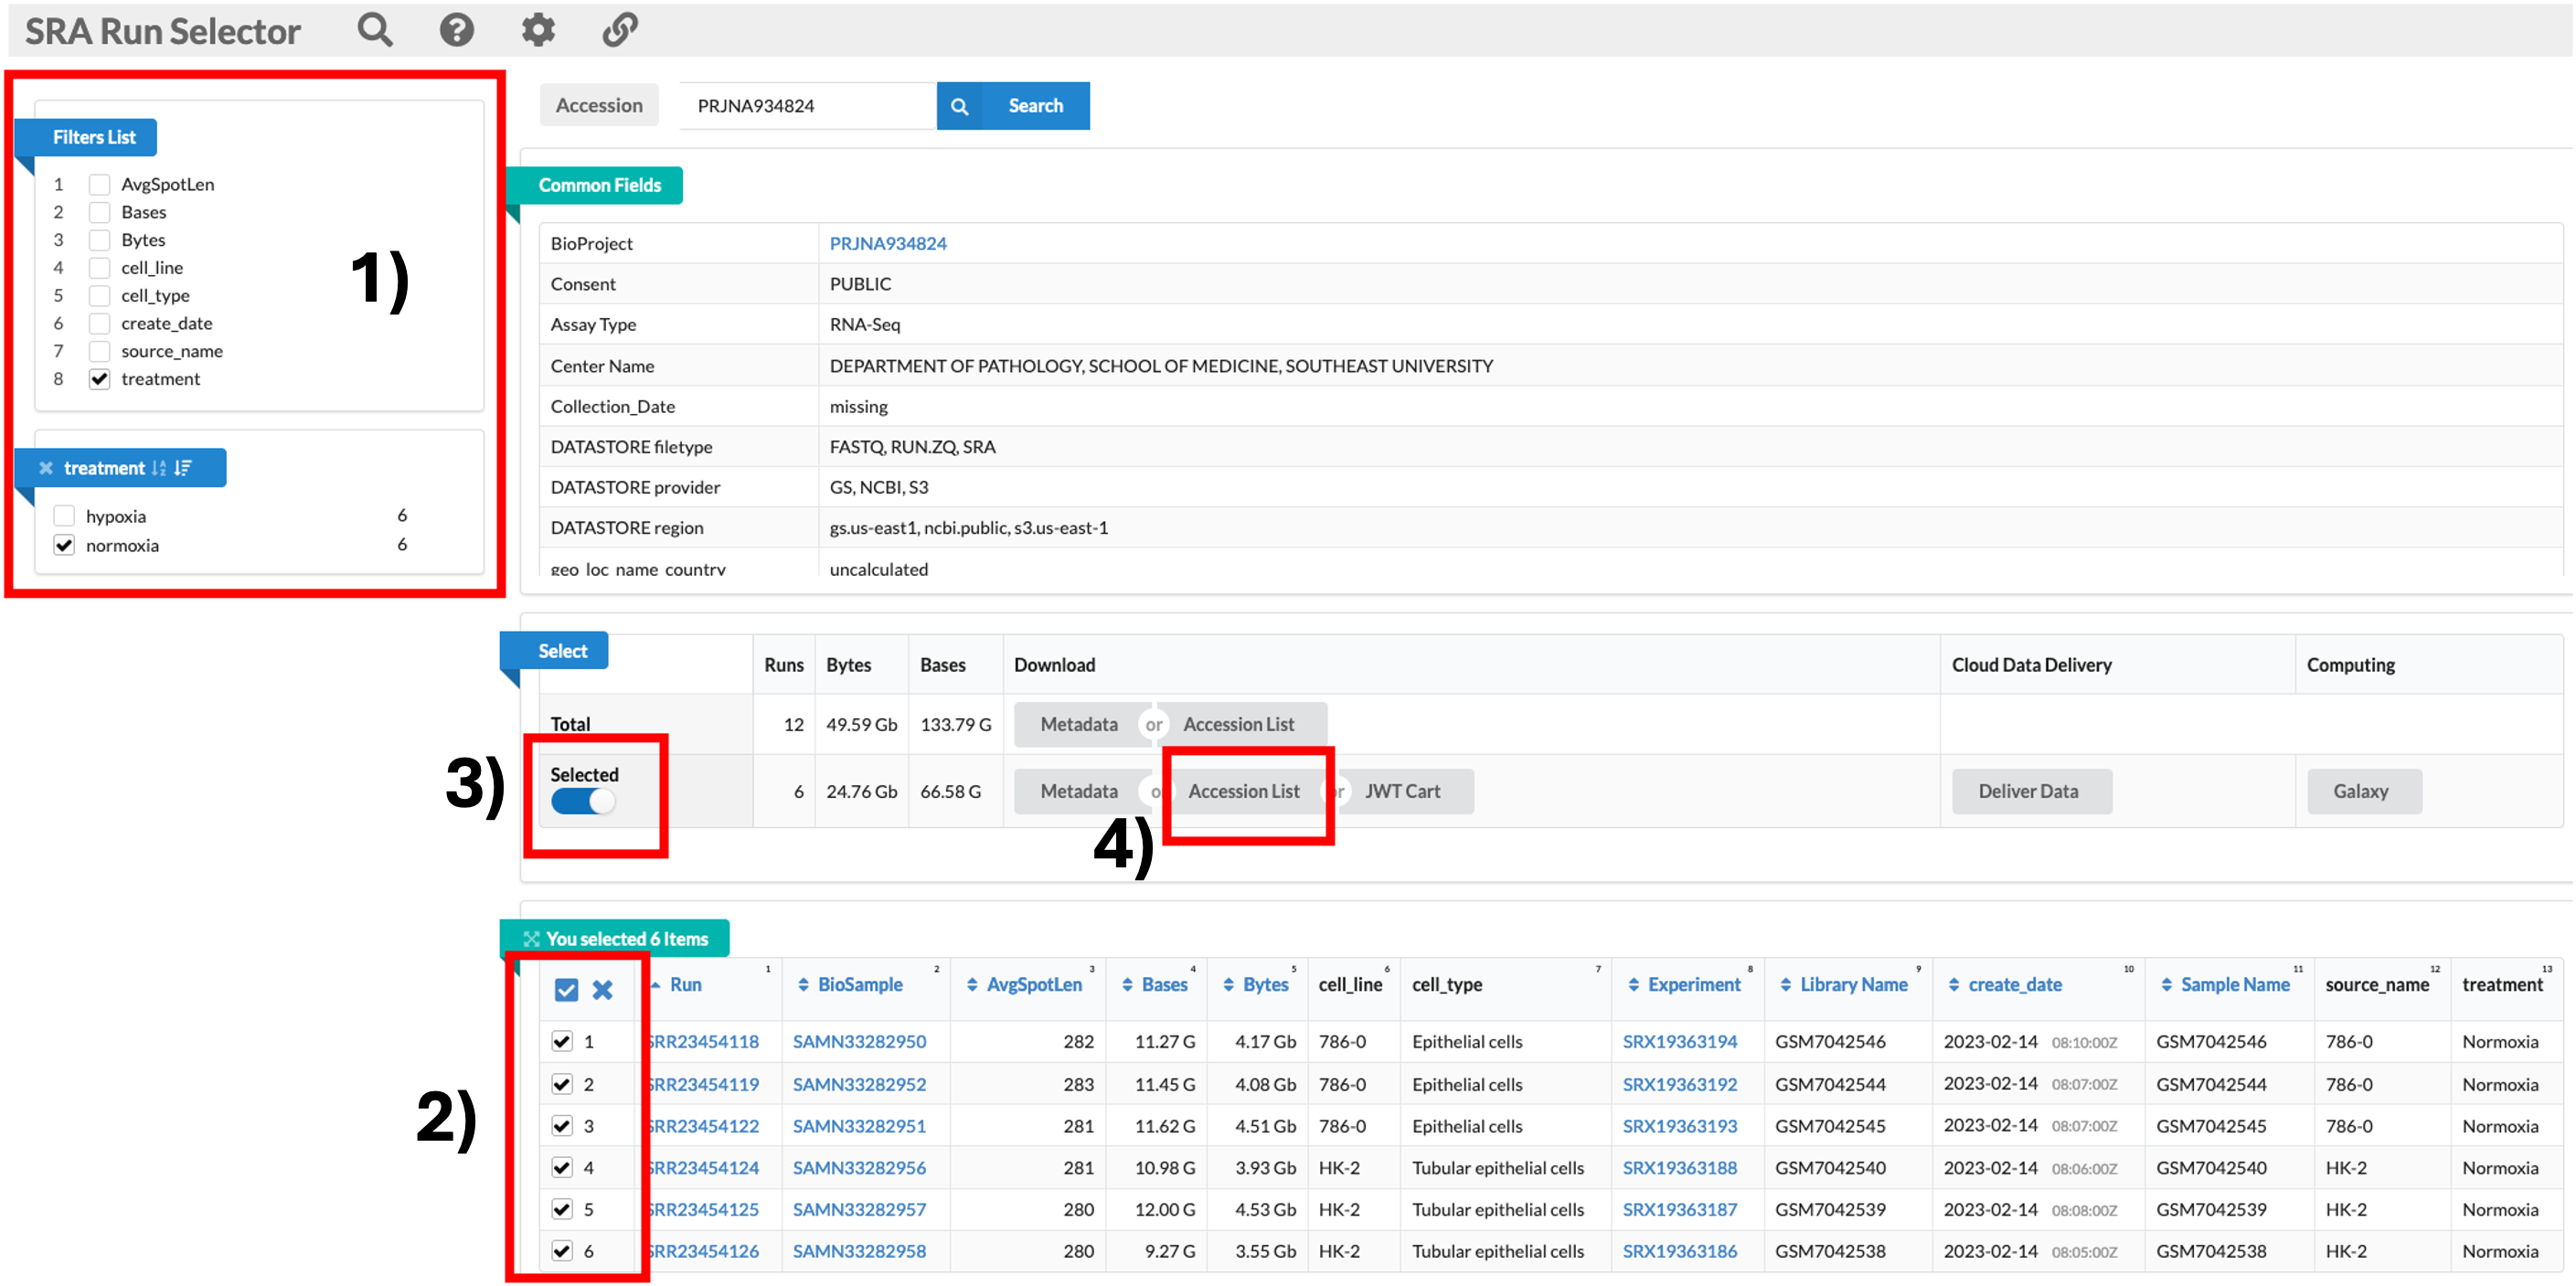 SRA Run Selector
Accession PRJNA934824 Search
Filters List
1 AvgSpotLen
2 Bases
3 Bytes
4 cell_line
5 cell_type
6 create_date
7 source_name
8 treatment
1)
treatment
hypoxia 6
normoxia 6
Common Fields
BioProject PRJNA934824
Consent PUBLIC
Assay Type RNA-Seq
Center Name DEPARTMENT OF PATHOLOGY, SCHOOL OF MEDICINE, SOUTHEAST UNIVERSITY
Collection_Date missing
DATASTORE filetype FASTQ, RUN.ZQ, SRA
DATASTORE provider GS, NCBI, S3
DATASTORE region gs.us-east1, ncbi.public, s3.us-east-1
geo_loc_name_country uncalculated
Select Runs Bytes Bases Download Cloud Data Delivery Computing
Total 12 49.59 Gb 133.79 G Metadata or Accession List
3)
Selected 6 24.76 Gb 66.58 G Metadata or Accession List or JWT Cart Deliver Data Galaxy
4)
You selected 6 Items
Run 1 BioSample 2 AvgSpotLen 3 Bases 4 Bytes 5 cell_line 6 cell_type 7 Experiment 8 Library Name 9 create_date 10 Sample Name 11 source_name 12 treatment 13
2)
1 SRR23454118 SAMN33282950 282 11.27 G 4.17 Gb 786-0 Epithelial cells SRX19363194 GSM7042546 2023-02-14 08:10:00Z GSM7042546 786-0 Normoxia
2 SRR23454119 SAMN33282952 283 11.45 G 4.08 Gb 786-0 Epithelial cells SRX19363192 GSM7042544 2023-02-14 08:07:00Z GSM7042544 786-0 Normoxia
3 SRR23454122 SAMN33282951 281 11.62 G 4.51 Gb 786-0 Epithelial cells SRX19363193 GSM7042545 2023-02-14 08:07:00Z GSM7042545 786-0 Normoxia
4 SRR23454124 SAMN33282956 281 10.98 G 3.93 Gb HK-2 Tubular epithelial cells SRX19363188 GSM7042540 2023-02-14 08:06:00Z GSM7042540 HK-2 Normoxia
5 SRR23454125 SAMN33282957 280 12.00 G 4.53 Gb HK-2 Tubular epithelial cells SRX19363187 GSM7042539 2023-02-14 08:08:00Z GSM7042539 HK-2 Normoxia
6 SRR23454126 SAMN33282958 280 9.27 G 3.55 Gb HK-2 Tubular epithelial cells SRX19363186 GSM7042538 2023-02-14 08:05:00Z GSM7042538 HK-2 Normoxia